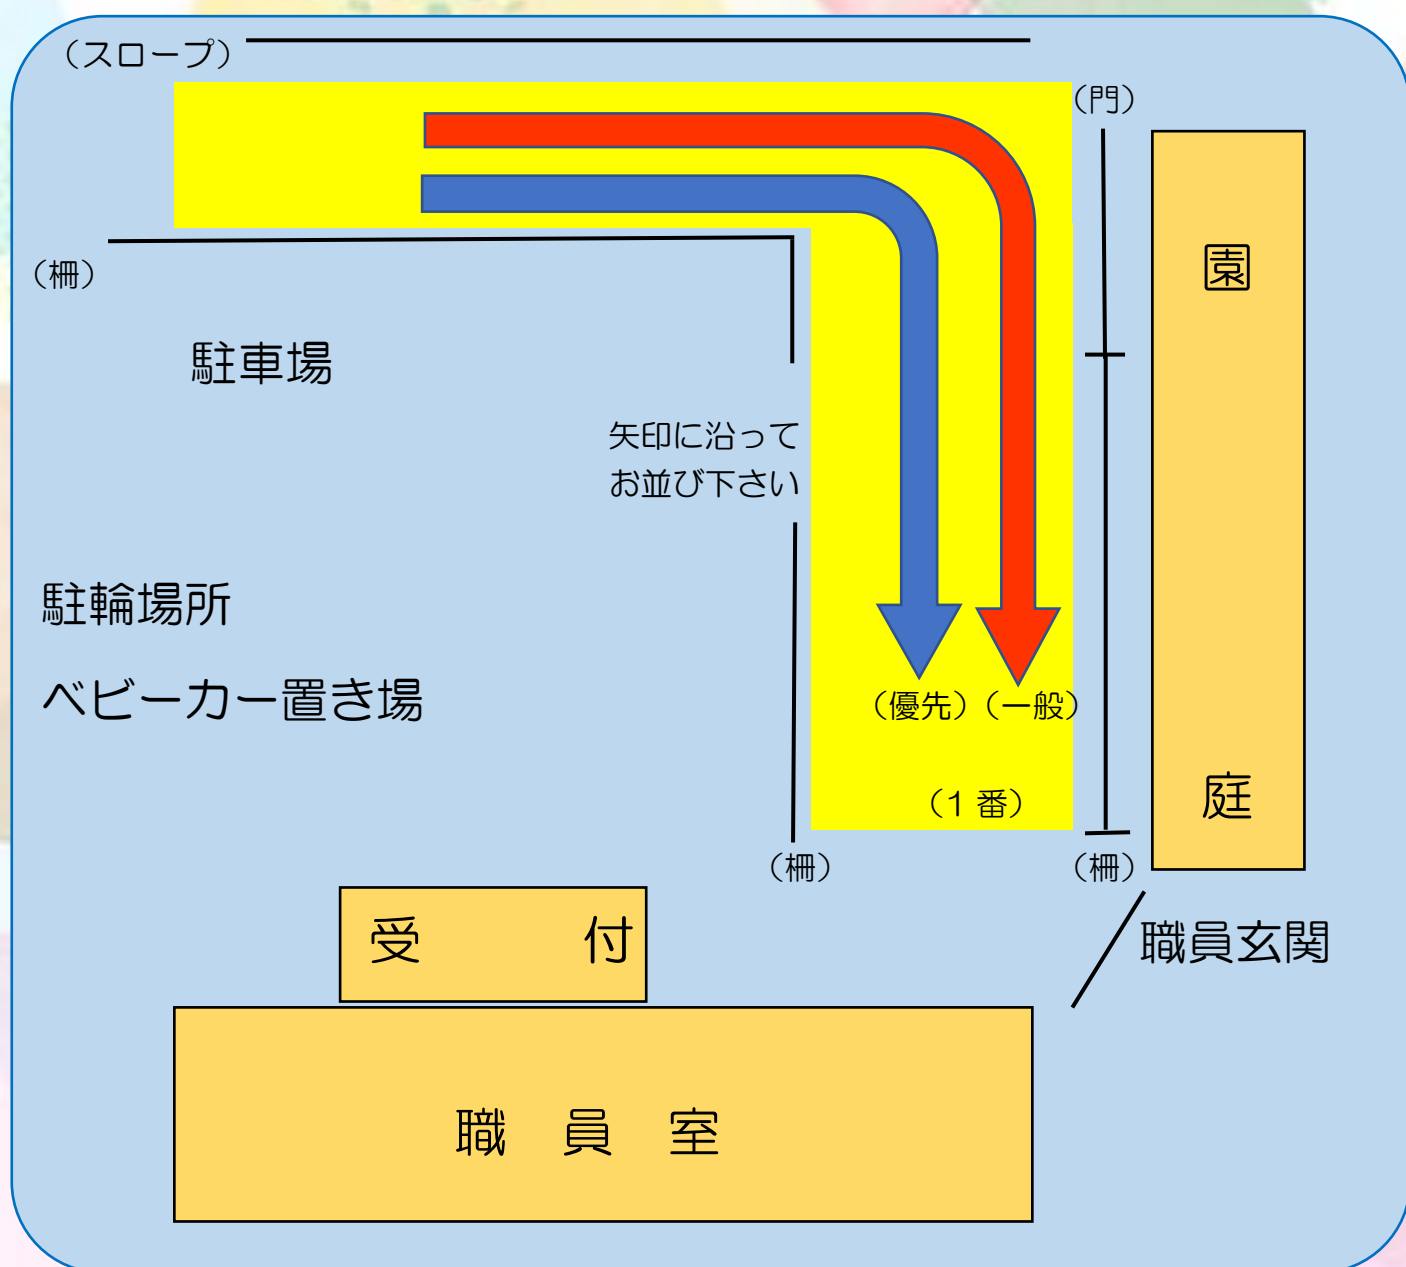 （スロープ）
（門）
（柵）
園
駐車場
矢印に沿って
お並び下さい
駐輪場所
ベビーカー置き場
（優先）（一般）
庭
（1番）
（柵）
（柵）
受　付
職員玄関
職　員　室